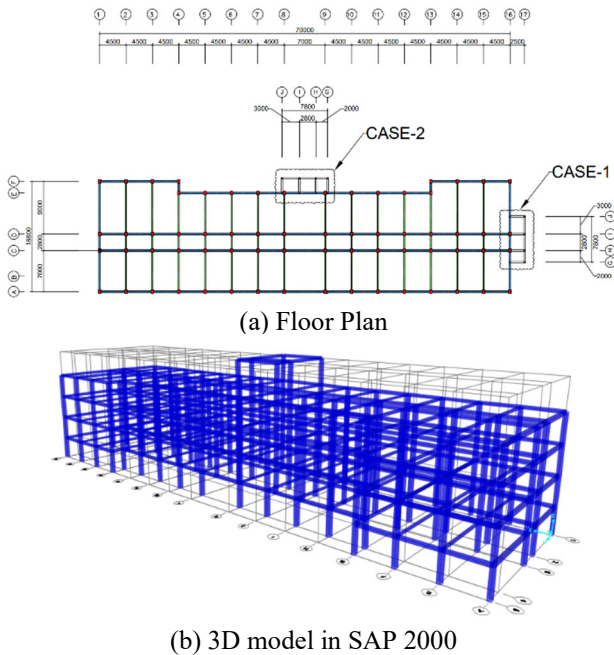 1 2 3 4 5 6 7 8 9 10 11 12 13 14 15 16 17
70000
4500 4500 4500 4500 4500 4500 4500 7000 4500 4500 4500 4500 4500 4500 4500 2500
J I H G
7800
3000 2800 2000
CASE-2
CASE-1
F
E
D
C
B
A
9000
2800
7000
18800
I
H
G
3000
2800
7800
2000
(a) Floor Plan
(b) 3D model in SAP 2000